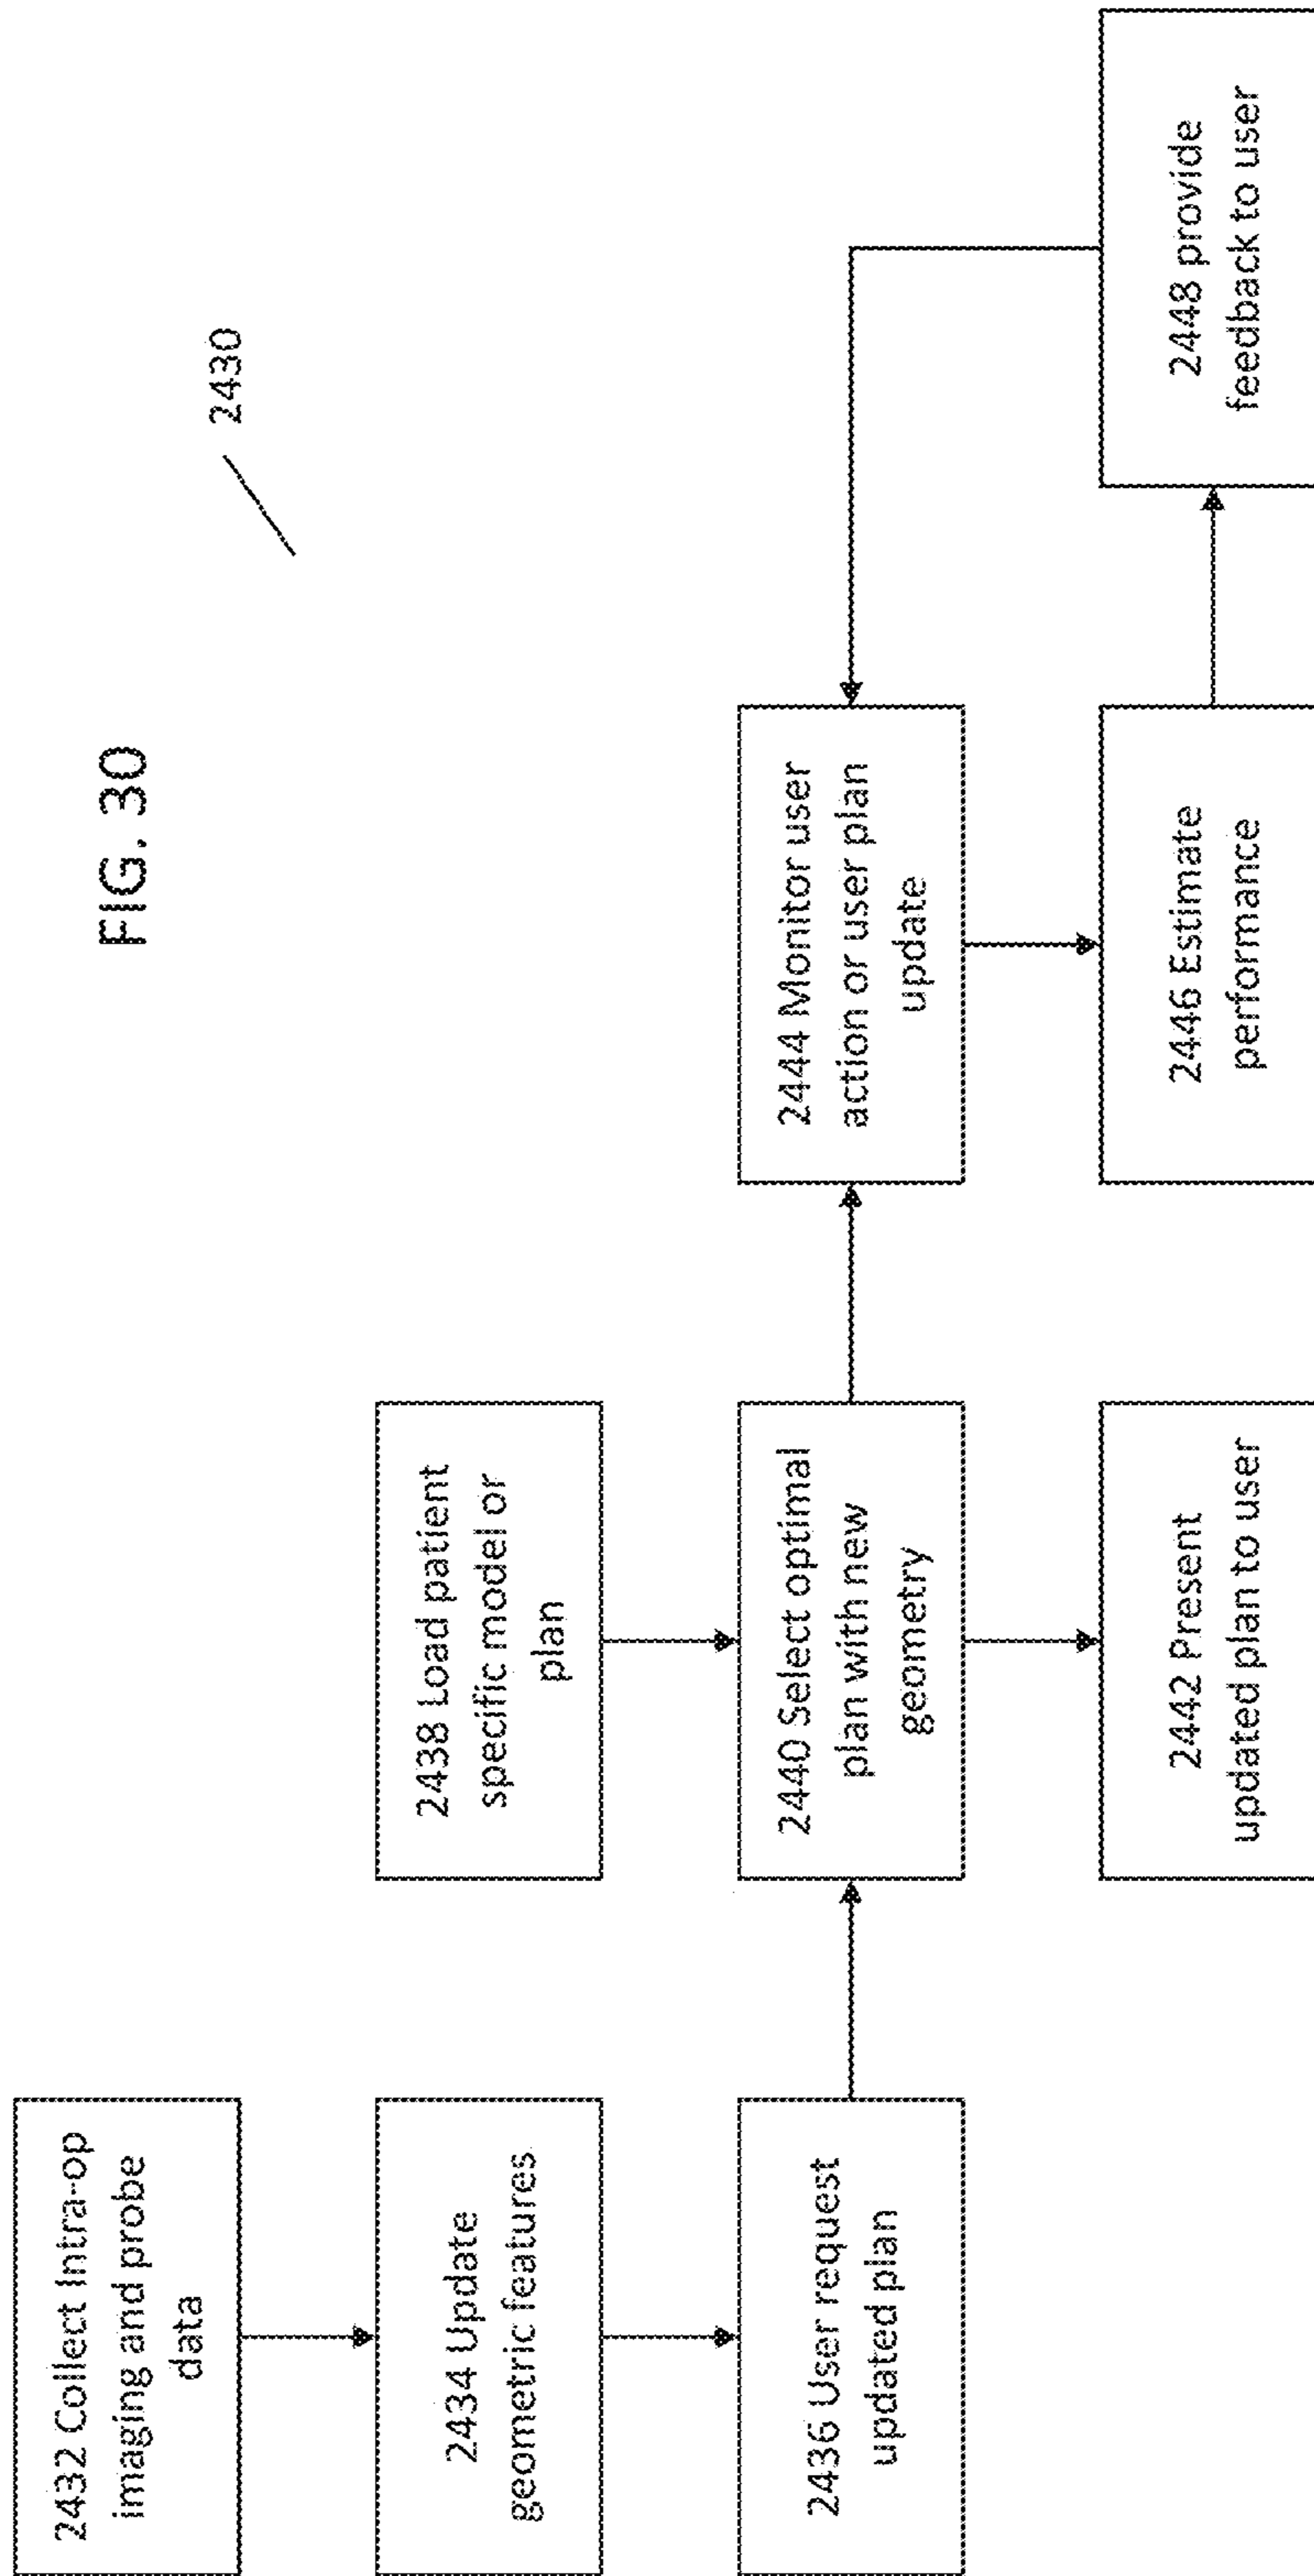 FIG. 30
2430
2432 Collect Intra-op
imaging and probe
data
2434 Update
geometric features
2436 User request
updated plan
2438 Load patient
specific model or
plan
2440 Select optimal
plan with new
geometry
2442 Present
updated plan to user
2444 Monitor user
action or user plan
update
2446 Estimate
performance
2448 provide
feedback to user